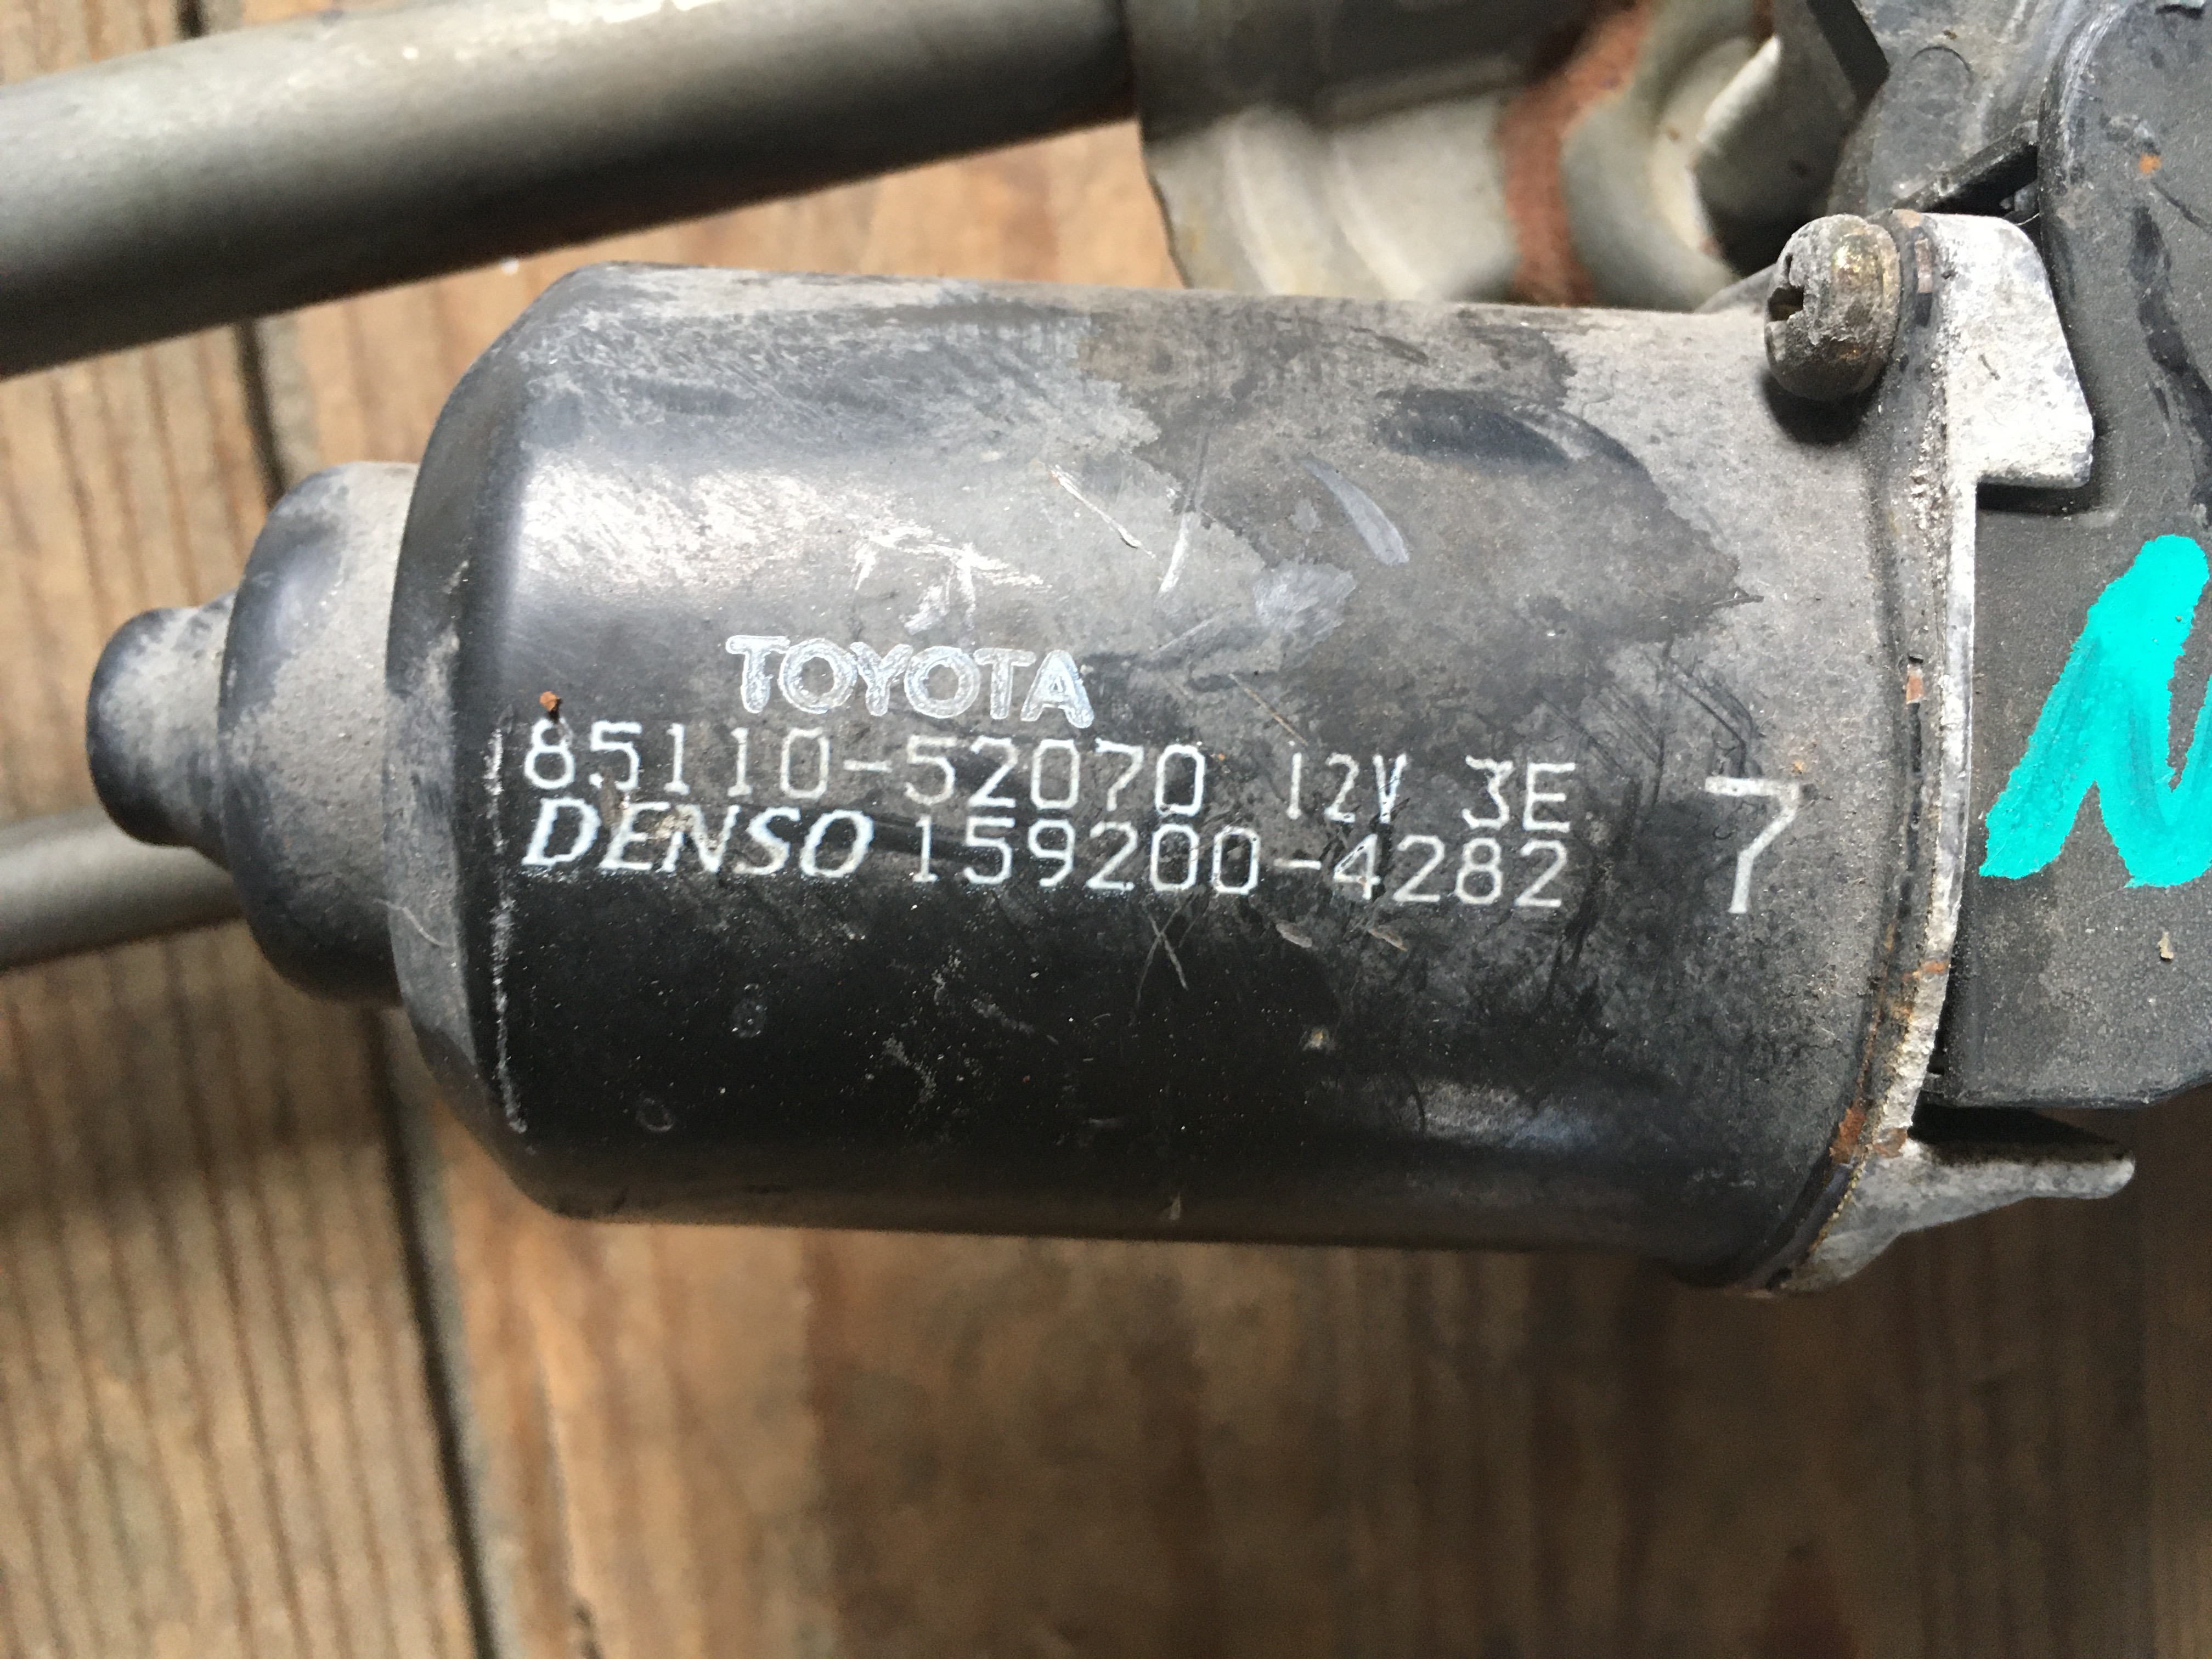 TOYOTA
85110-52070 12V 3E
DENSO 159200-4282
7
N